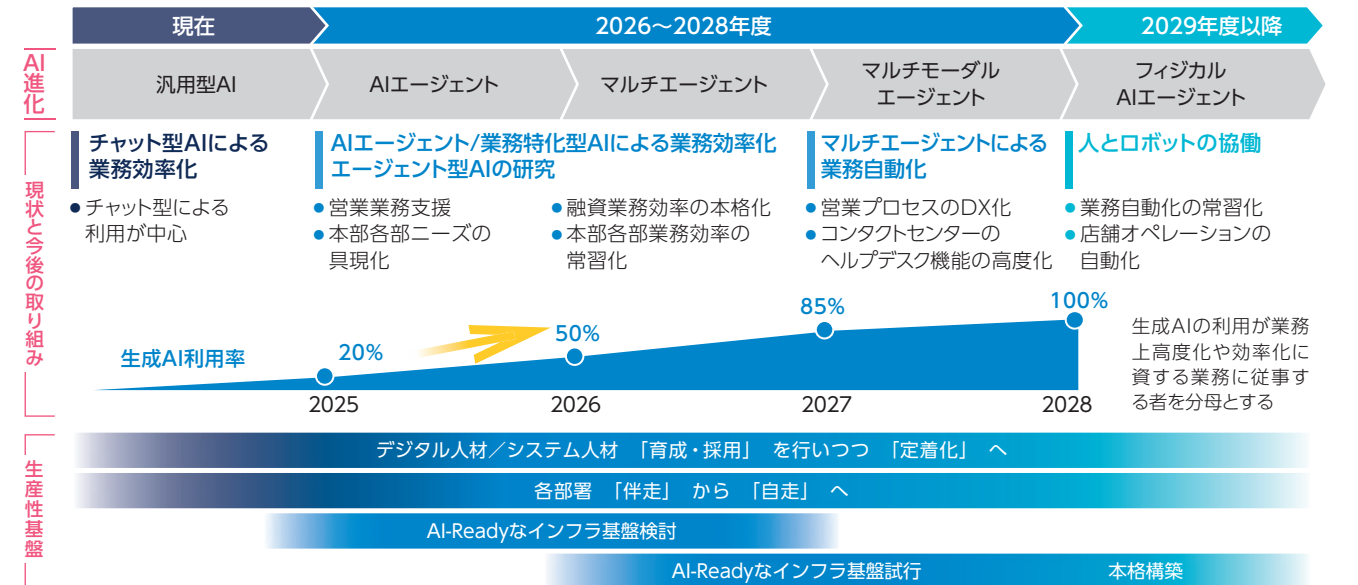 現在
2026～2028年度
2029年度以降
AI進化
汎用型AI
AIエージェント
マルチエージェント
マルチモーダル
エージェント
フィジカル
AIエージェント
現状と今後の取り組み
チャット型AIによる
業務効率化
● チャット型による
利用が中心
AIエージェント/業務特化型AIによる業務効率化
エージェント型AIの研究
● 営業業務支援
● 本部各部ニーズの
具現化
● 融資業務効率の本格化
● 本部各部業務効率の
常習化
マルチエージェントによる
業務自動化
● 営業プロセスのDX化
● コンタクトセンターの
ヘルプデスク機能の高度化
人とロボットの協働
● 業務自動化の常習化
● 店舗オペレーションの
自動化
生成AI利用率
20%
50%
85%
100%
2025
2026
2027
2028
生成AIの利用が業務
上高度化や効率化に
資する業務に従事す
る者を分母とする
生産性基盤
デジタル人材／システム人材 「育成・採用」 を行いつつ 「定着化」 へ
各部署 「伴走」 から 「自走」 へ
AI-Readyなインフラ基盤検討
AI-Readyなインフラ基盤試行
本格構築